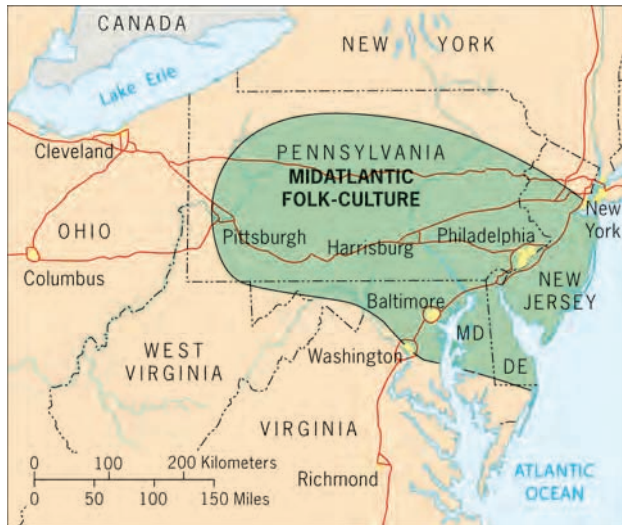 CANADA
NEW YORK
Lake Erie
Cleveland
PENNSYLVANIA
MIDATLANTIC
FOLK-CULTURE
New
York
OHIO
Pittsburgh
Harrisburg
Philadelphia
Columbus
NEW
JERSEY
Baltimore
MD
WEST
VIRGINIA
Washington
DE
VIRGINIA
0 100 200 Kilometers
0 50 100 150 Miles
Richmond
ATLANTIC
OCEAN